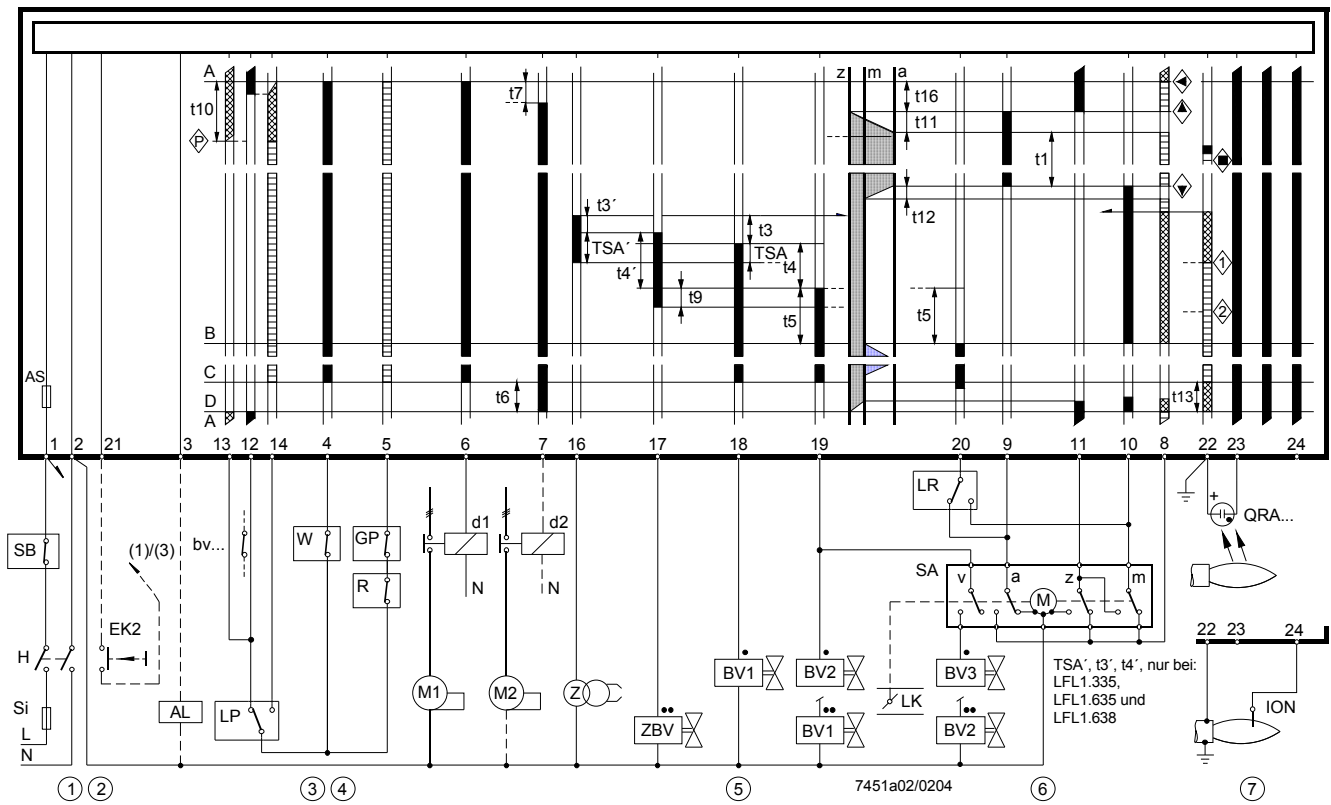 A
z m a
t10
t7
t16
t11
P
t1
t3´
t3
t12
TSA´
TSA
t4
t4´
1
t9
t5
t5
2
B
AS
C
t6
t13
D
A
1 2 21 3 13 12 14 4 5 6 7 16 17 18 19 20 9 11 10 8 22 23 24
LR
+
QRA...
d1
d2
SB
(1)/(3)
bv...
W
GP
R
N
N
SA
v a z m
M
EK2
H
22 23 24
TSA´, t3´, t4´, nur bei:
LFL1.335,
LFL1.635 und
LFL1.638
BV1
BV2
BV3
M1
M2
Z
Si
AL
LP
LK
ION
L
ZBV
BV1
BV2
N
1 2 3 4 5 7451a02/0204 6 7